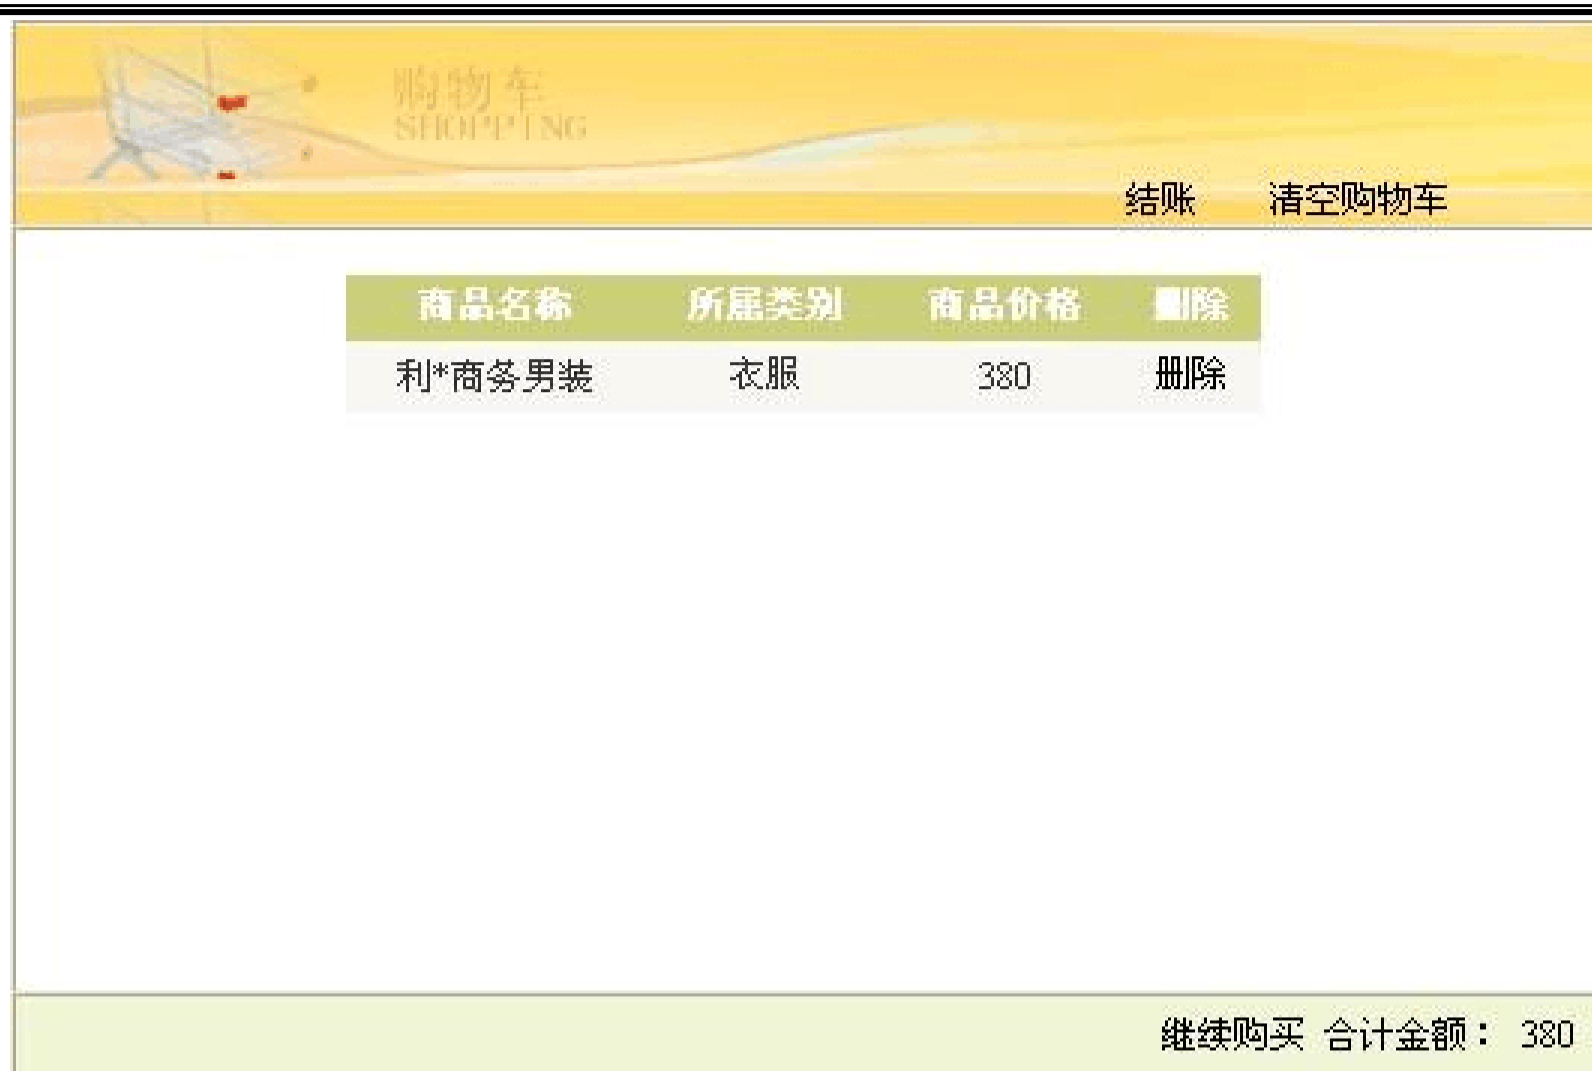 购物车
SHOPPING
结账 清空购物车
商品名称 所属类别 商品价格 删除
利*商务男装 衣服 380 删除
继续购买 合计金额： 380